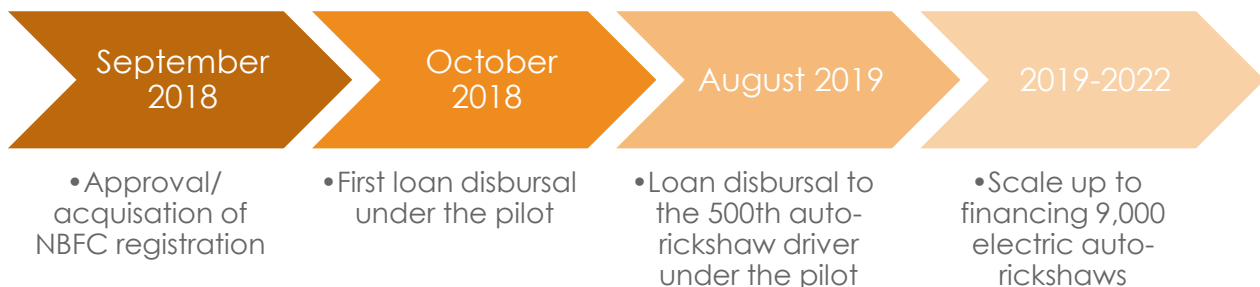 September
2018
•Approval/
acquisation of
NBFC registration
October
2018
•First loan disbursal
under the pilot
August 2019
•Loan disbursal to
the 500th auto-
rickshaw driver
under the pilot
2019-2022
•Scale up to
financing 9,000
electric auto-
rickshaws